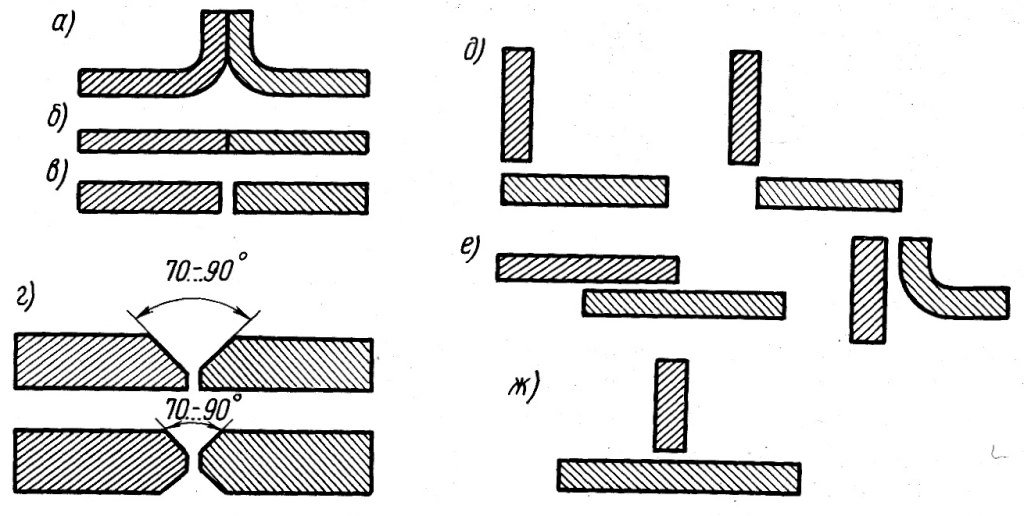 а)
б)
в)
70...90°
г)
70...90°
д)
е)
ж)